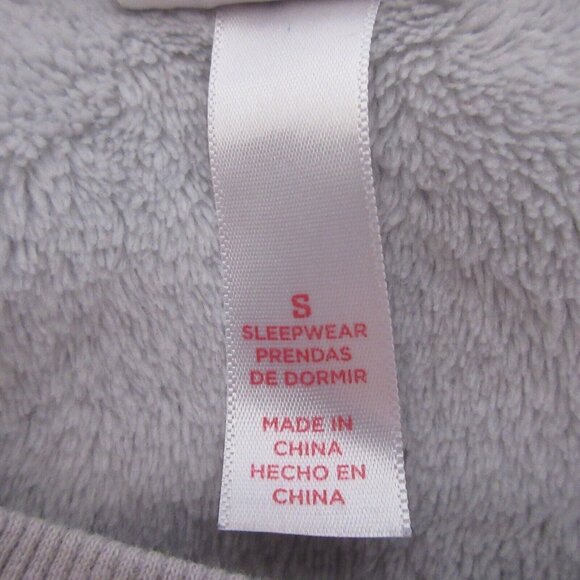 S
SLEEPWEAR
PRENDAS
DE DORMIR
MADE IN
CHINA
HECHO EN
CHINA